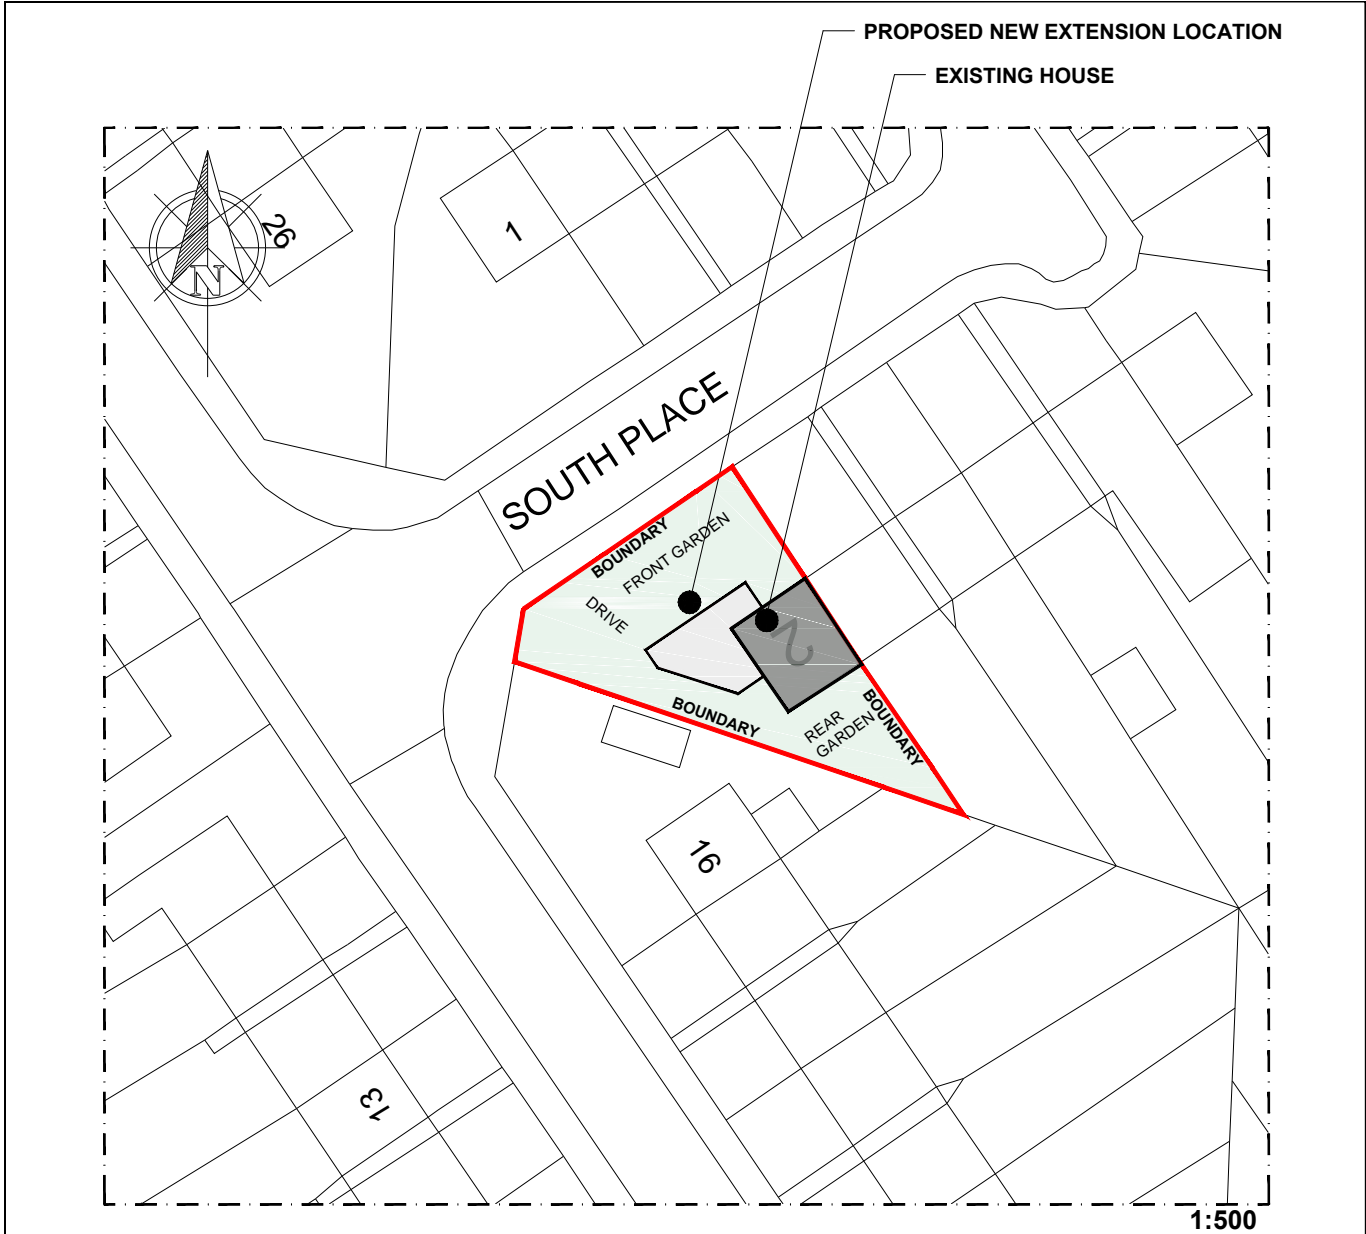 PROPOSED NEW EXTENSION LOCATION
EXISTING HOUSE
26
1
N
SOUTH PLACE
BOUNDARY
FRONT GARDEN
DRIVE
2
BOUNDARY
REAR
GARDEN
BOUNDARY
16
13
1:500